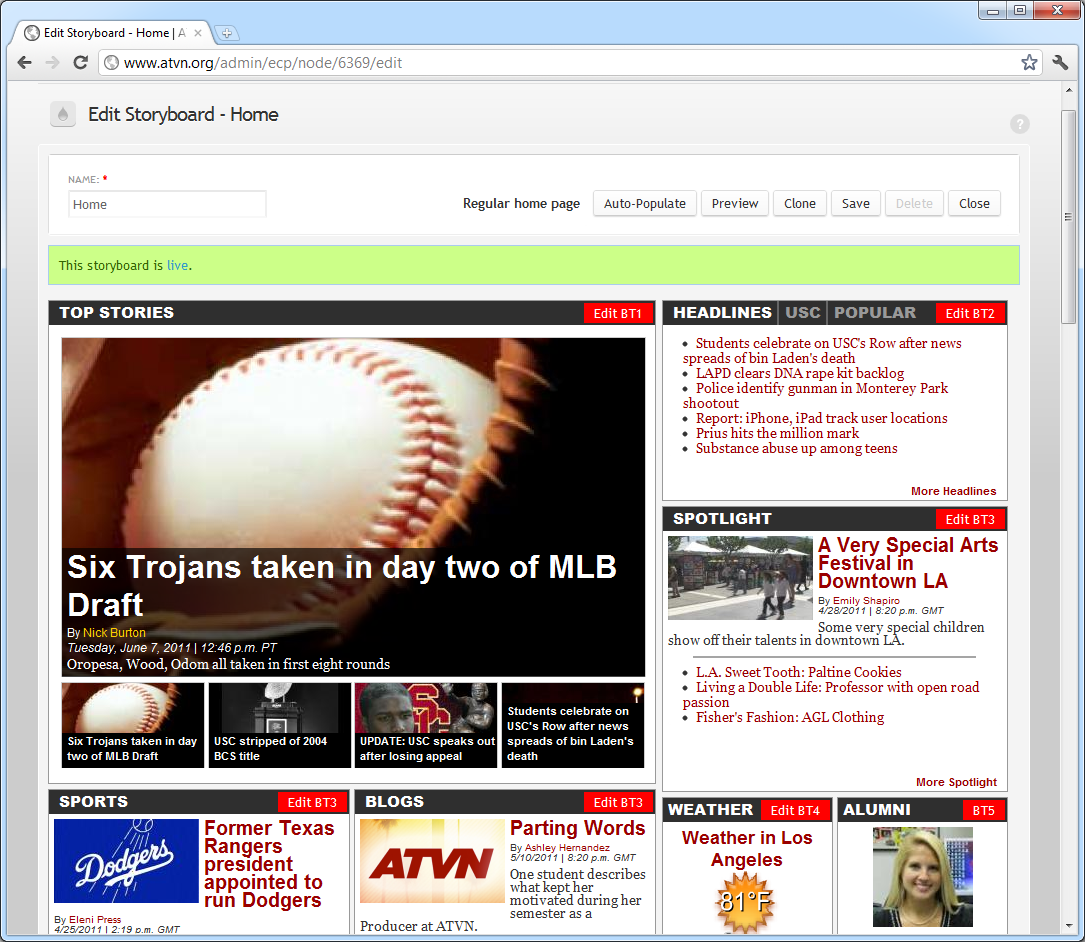 Edit Storyboard - Home | A
www.atvn.org/admin/ecp/node/6369/edit
Edit Storyboard - Home
?
NAME: *
Home
Regular home page
Auto-Populate
Preview
Clone
Save
Delete
Close
This storyboard is live.
TOP STORIES
Edit BT1
Six Trojans taken in day two of MLB
Draft
By Nick Burton
Tuesday, June 7, 2011 | 12:46 p.m. PT
Oropesa, Wood, Odom all taken in first eight rounds
Six Trojans taken in day
two of MLB Draft
USC stripped of 2004
BCS title
UPDATE: USC speaks out
after losing appeal
Students celebrate on
USC's Row after news
spreads of bin Laden's
death
HEADLINES
USC
POPULAR
Edit BT2
• Students celebrate on USC's Row after news
spreads of bin Laden's death
• LAPD clears DNA rape kit backlog
• Police identify gunman in Monterey Park
shootout
• Report: iPhone, iPad track user locations
• Prius hits the million mark
• Substance abuse up among teens
More Headlines
SPOTLIGHT
Edit BT3
A Very Special Arts
Festival in
Downtown LA
By Emily Shapiro
4/28/2011 | 8:20 p.m. GMT
Some very special children
show off their talents in downtown LA.
• L.A. Sweet Tooth: Paltine Cookies
• Living a Double Life: Professor with open road
passion
• Fisher's Fashion: AGL Clothing
More Spotlight
SPORTS
Edit BT3
Dodgers
Former Texas
Rangers
president
appointed to
run Dodgers
By Eleni Press
4/25/2011 | 2:19 p.m. GMT
BLOGS
Edit BT3
ATVN
Parting Words
By Ashley Hernandez
5/10/2011 | 8:20 p.m. GMT
One student describes
what kept her
motivated during her
semester as a
Producer at ATVN.
WEATHER
Edit BT4
Weather in Los
Angeles
81°F
ALUMNI
BT5